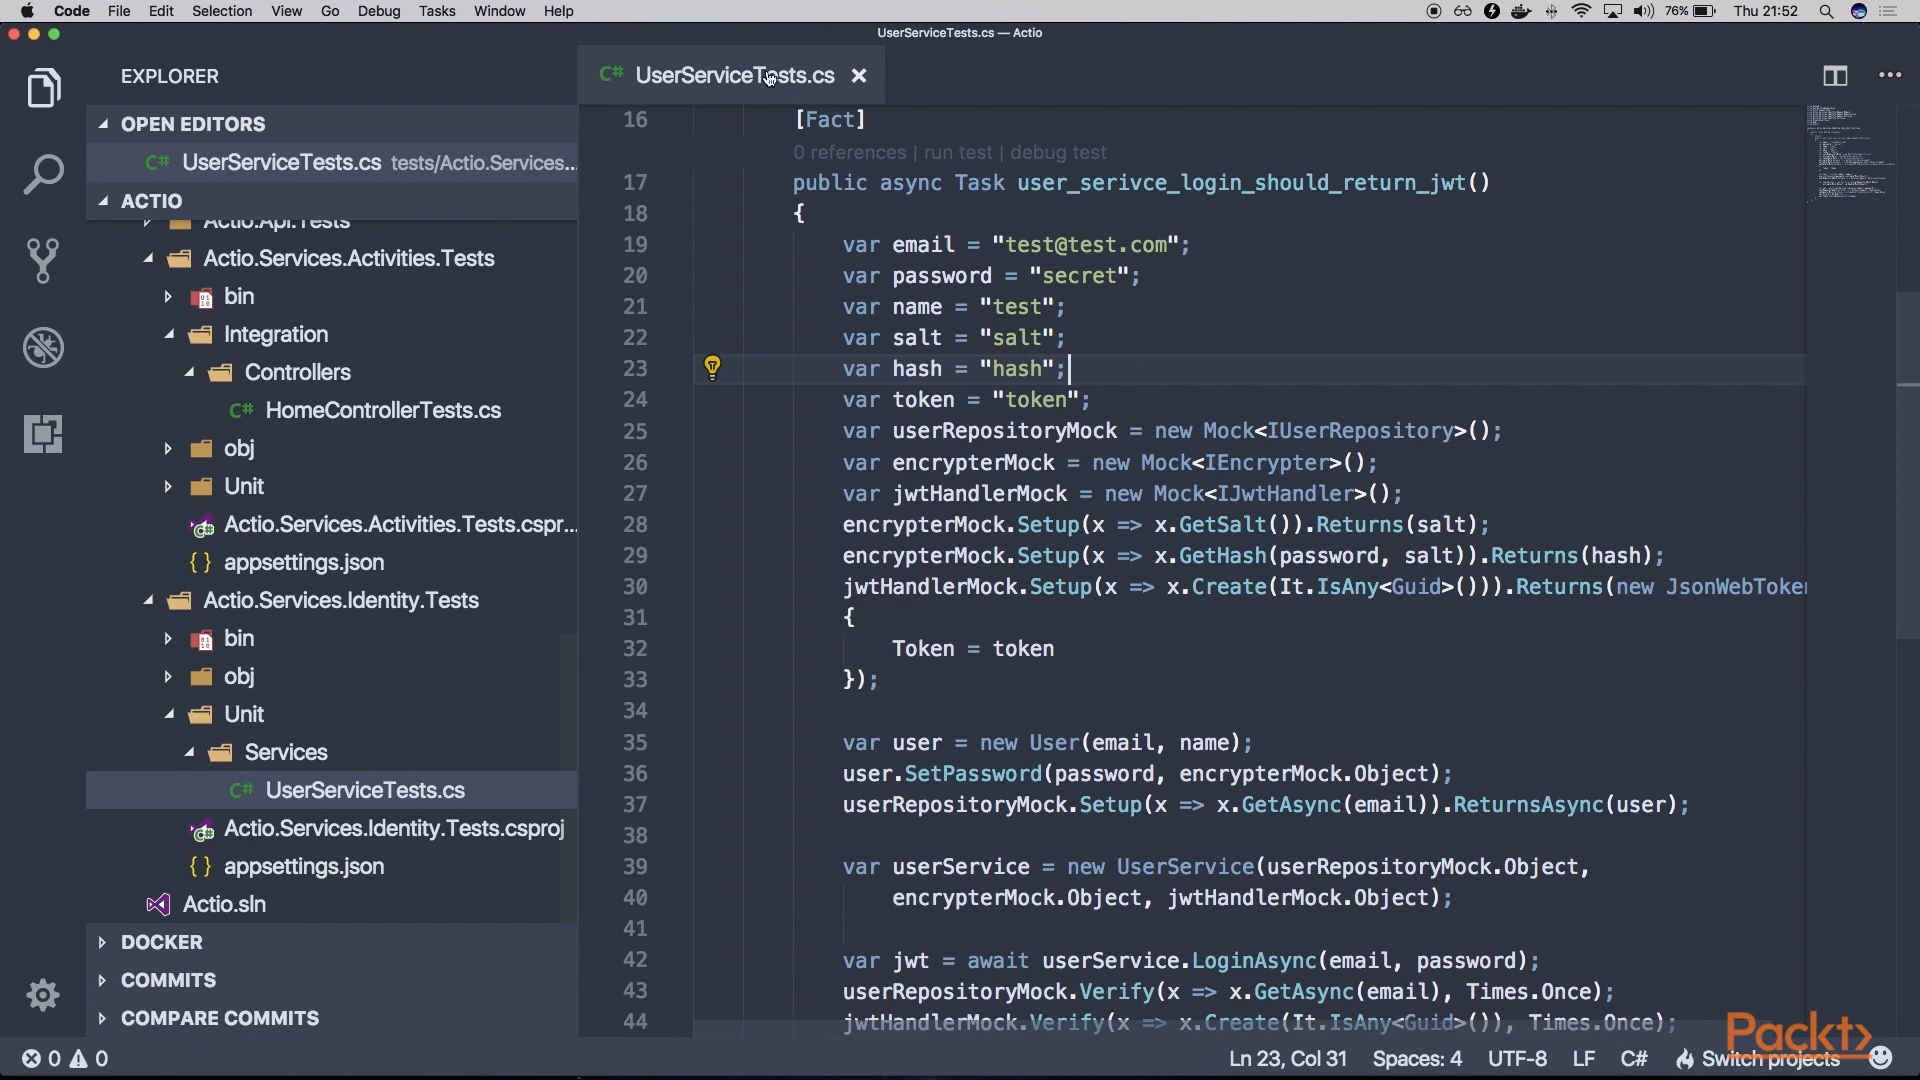 Code File Edit Selection View Go Debug Tasks Window Help 76% Thu 21:52
UserServiceTests.cs — Actio
EXPLORER
OPEN EDITORS
C# UserServiceTests.cs tests/Actio.Services...
ACTIO
Actio.Api.Tests
Actio.Services.Activities.Tests
bin
Integration
Controllers
C# HomeControllerTests.cs
obj
Unit
Actio.Services.Activities.Tests.cspr...
{ } appsettings.json
Actio.Services.Identity.Tests
bin
obj
Unit
Services
C# UserServiceTests.cs
Actio.Services.Identity.Tests.csproj
{ } appsettings.json
Actio.sln
DOCKER
COMMITS
COMPARE COMMITS
C# UserServiceTests.cs
16 [Fact]
0 references | run test | debug test
17 public async Task user_serivce_login_should_return_jwt()
18 {
19 var email = "test@test.com";
20 var password = "secret";
21 var name = "test";
22 var salt = "salt";
23 var hash = "hash";
24 var token = "token";
25 var userRepositoryMock = new Mock<IUserRepository>();
26 var encrypterMock = new Mock<IEncrypter>();
27 var jwtHandlerMock = new Mock<IJwtHandler>();
28 encrypterMock.Setup(x => x.GetSalt()).Returns(salt);
29 encrypterMock.Setup(x => x.GetHash(password, salt)).Returns(hash);
30 jwtHandlerMock.Setup(x => x.Create(It.IsAny<Guid>())).Returns(new JsonWebToken
31 {
32 Token = token
33 });
34
35 var user = new User(email, name);
36 user.SetPassword(password, encrypterMock.Object);
37 userRepositoryMock.Setup(x => x.GetAsync(email)).ReturnsAsync(user);
38
39 var userService = new UserService(userRepositoryMock.Object,
40 encrypterMock.Object, jwtHandlerMock.Object);
41
42 var jwt = await userService.LoginAsync(email, password);
43 userRepositoryMock.Verify(x => x.GetAsync(email), Times.Once);
44 jwtHandlerMock.Verify(x => x.Create(It.IsAny<Guid>()), Times.Once);
Packt>
0 0 Ln 23, Col 31 Spaces: 4 UTF-8 LF C# Switch projects